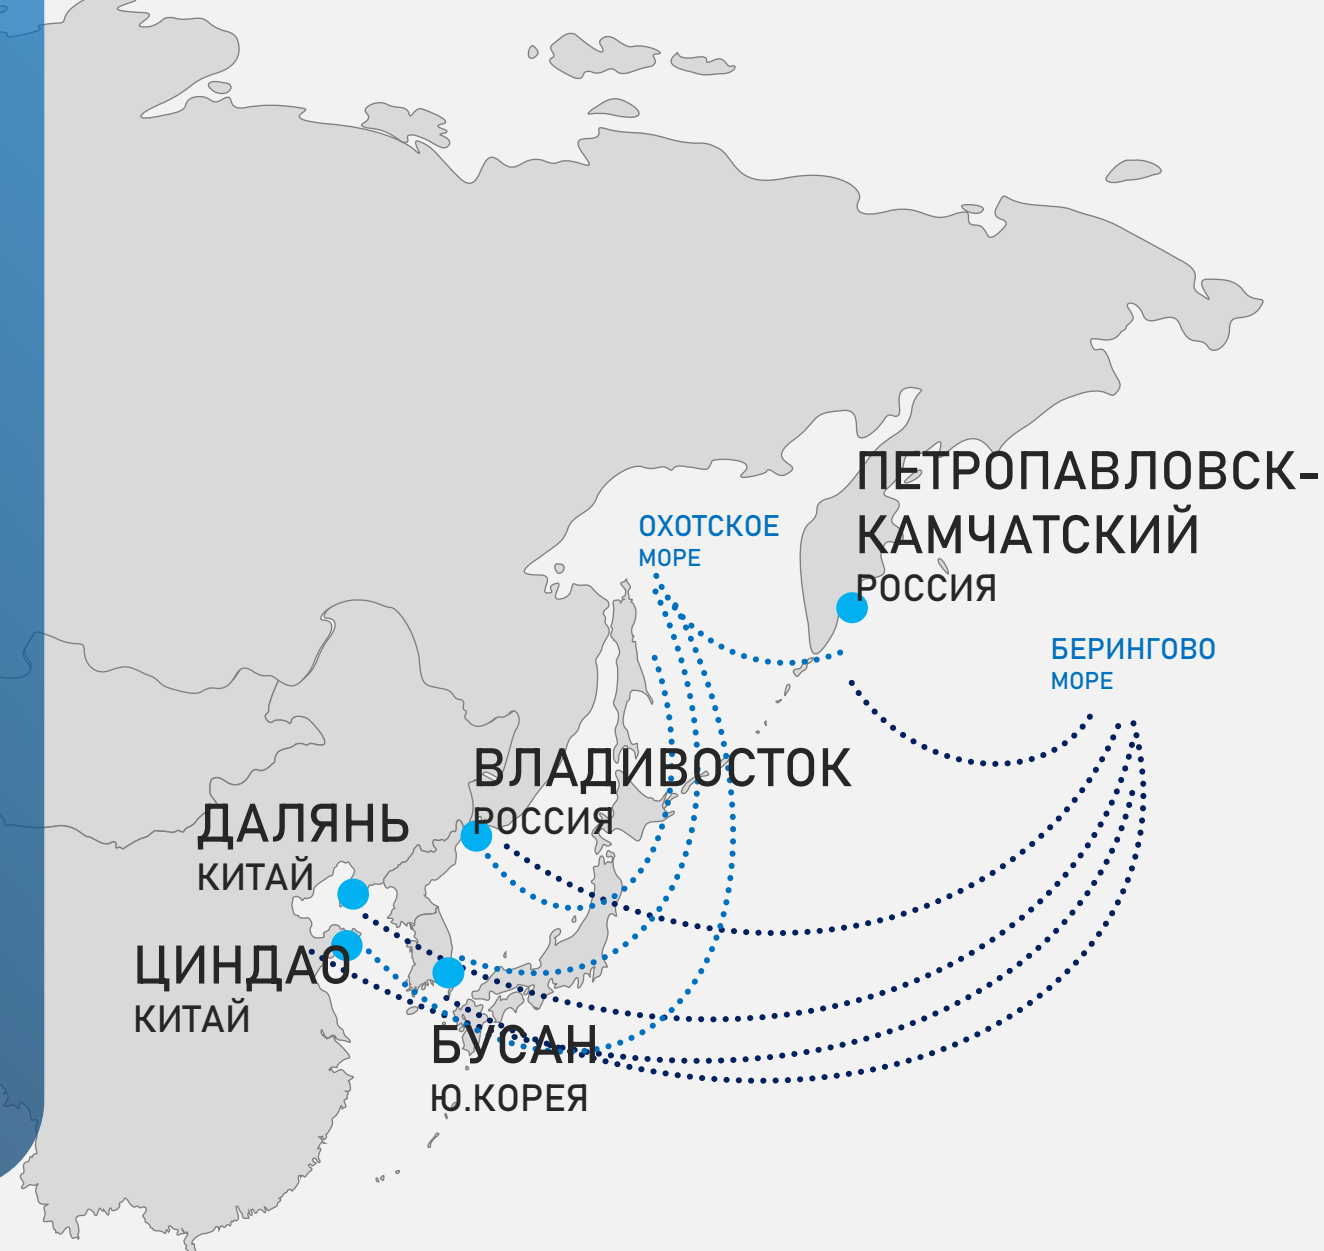 ПЕТРОПАВЛОВСК-
КАМЧАТСКИЙ
РОССИЯ
ОХОТСКОЕ
МОРЕ
БЕРИНГОВО
МОРЕ
ВЛАДИВОСТОК
РОССИЯ
ДАЛЯНЬ
КИТАЙ
ЦИНДАО
КИТАЙ
БУСАН
Ю.КОРЕЯ